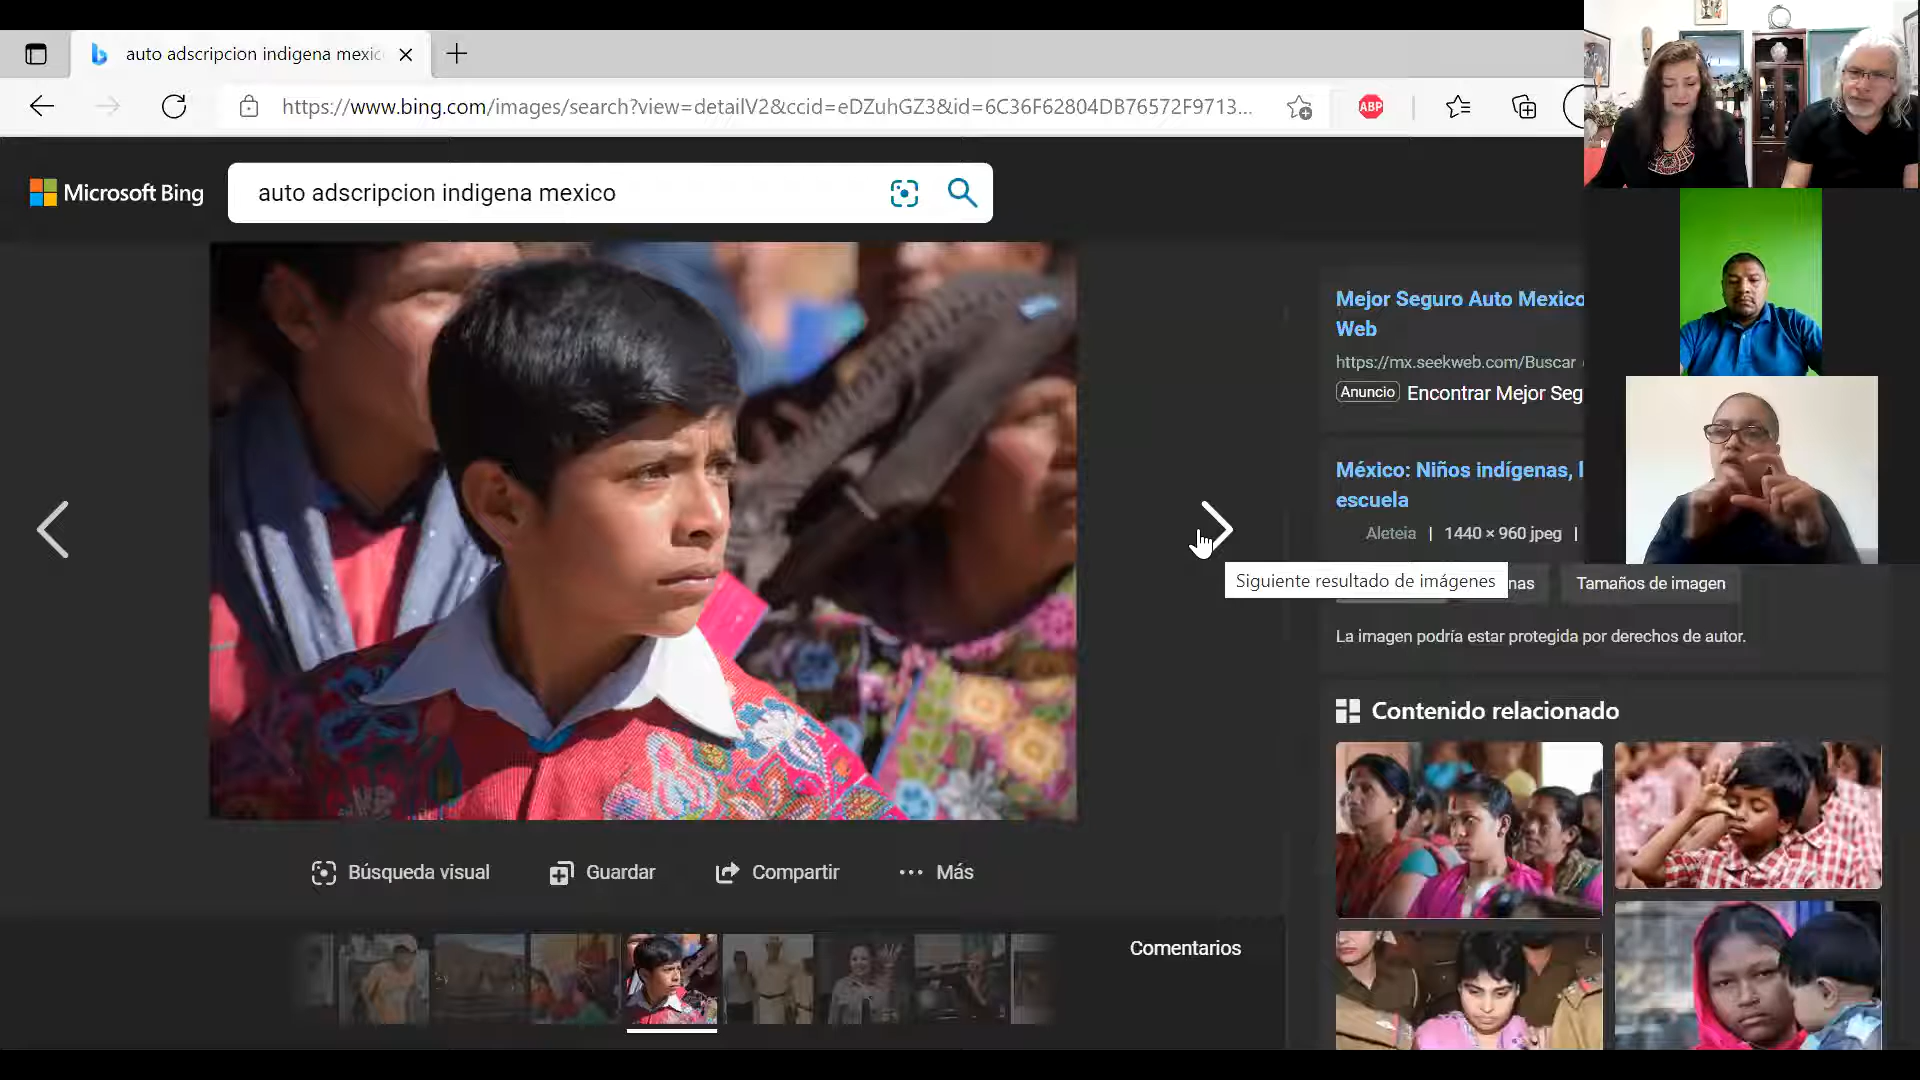 auto adscripcion indigena mexic
https://www.bing.com/images/search?view=detailV2&ccid=eDZuhGZ3&id=6C36F62804DB76572F9713...
ABP
Microsoft Bing
auto adscripcion indigena mexico
Mejor Seguro Auto Mexico
Web
https://mx.seekweb.com/Buscar
Anuncio Encontrar Mejor Seg
México: Niños indígenas, l
escuela
Aleteia | 1440 × 960 jpeg |
Siguiente resultado de imágenes
nas
Tamaños de imagen
La imagen podría estar protegida por derechos de autor.
Contenido relacionado
Búsqueda visual
Guardar
Compartir
Más
Comentarios